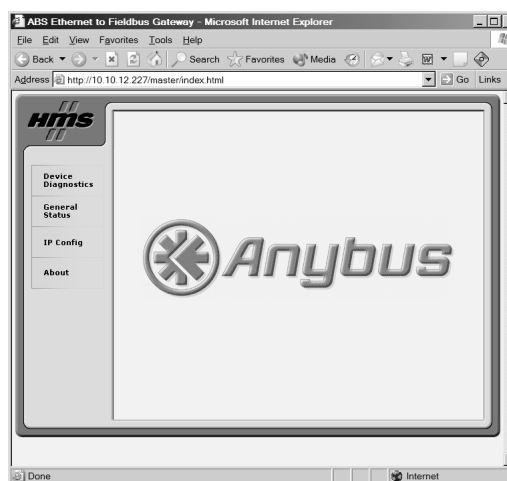 ABS Ethernet to Fieldbus Gateway - Microsoft Internet Explorer
File Edit View Favorites Tools Help
Back Search Favorites Media
Address http://10.10.12.227/master/index.html Go Links
HMS
Device
Diagnostics
General
Status
IP Config
About
Anybus
Done Internet